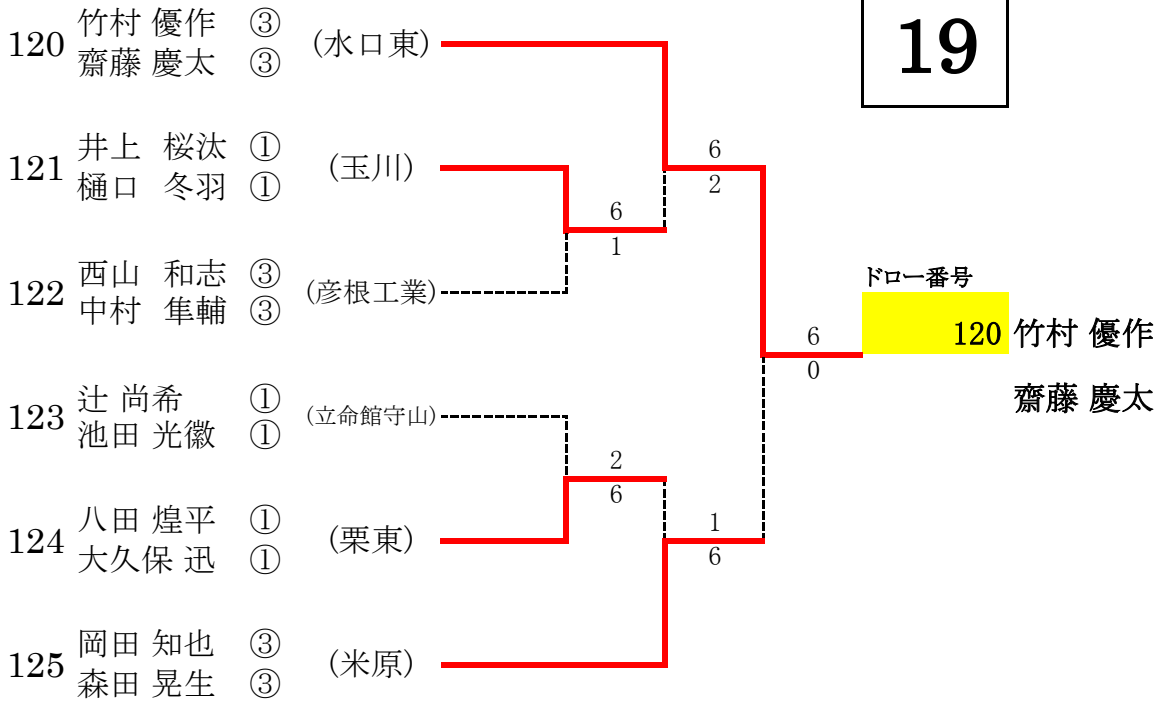 19
120 竹村 優作 ③ (水口東)
齋藤 慶太 ③
121 井上 桜汰 ① (玉川)
樋口 冬羽 ①
122 西山 和志 ③ (彦根工業)
中村 隼輔 ③
123 辻 尚希 ① (立命館守山)
池田 光徽 ①
124 八田 煌平 ① (栗東)
大久保 迅 ①
125 岡田 知也 ③ (米原)
森田 晃生 ③
6
1
2
6
6
2
1
6
6
0
ドロー番号
120 竹村 優作
齋藤 慶太